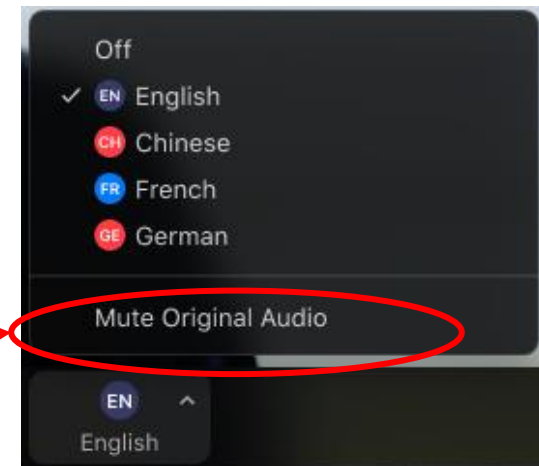 Off
✓ EN English
CH Chinese
FR French
GE German
Mute Original Audio
EN ^
English